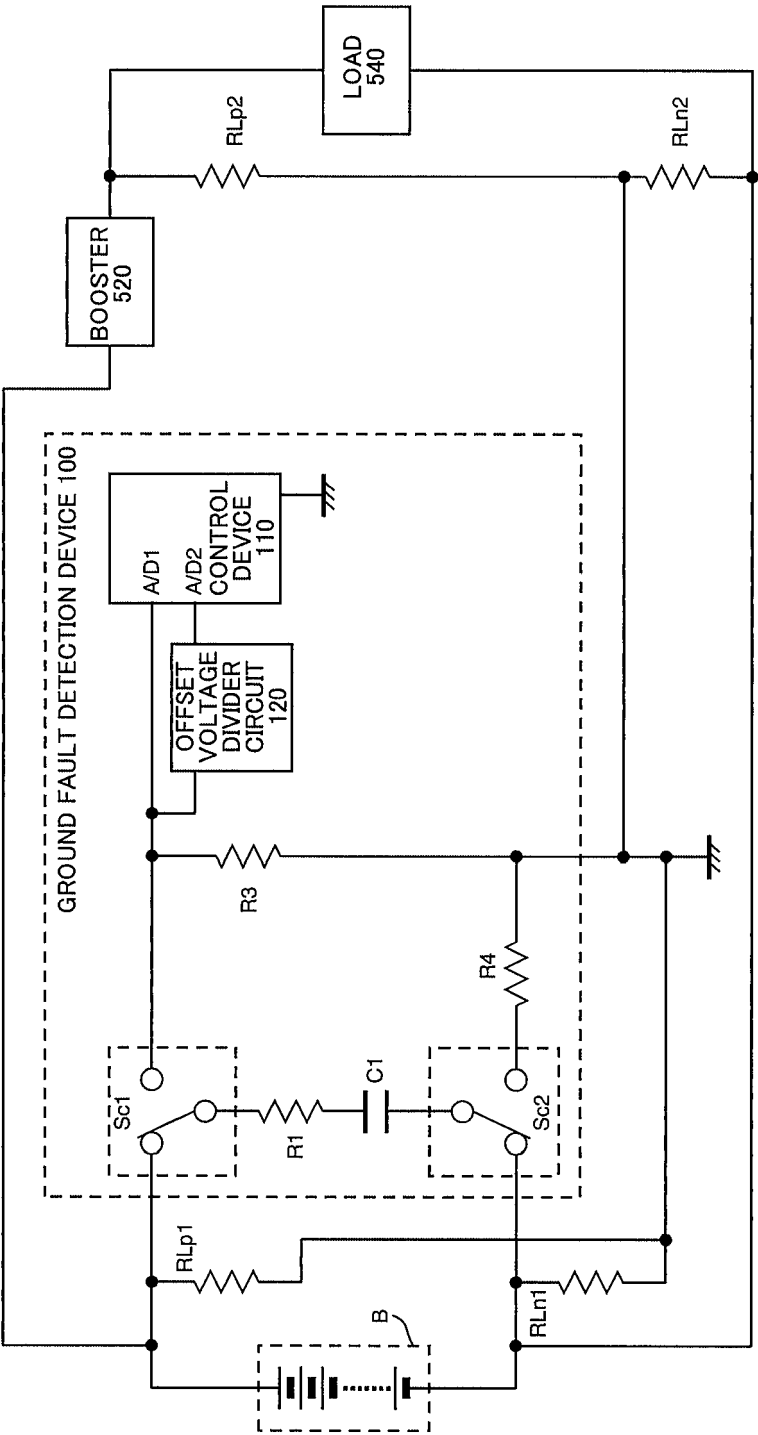 GROUND FAULT DETECTION DEVICE 100
BOOSTER
520
LOAD
540
RLp2
RLn2
A/D1
A/D2
CONTROL
DEVICE
110
OFFSET
VOLTAGE
DIVIDER
CIRCUIT
120
R3
R4
Sc1
R1
C1
Sc2
RLp1
RLn1
B